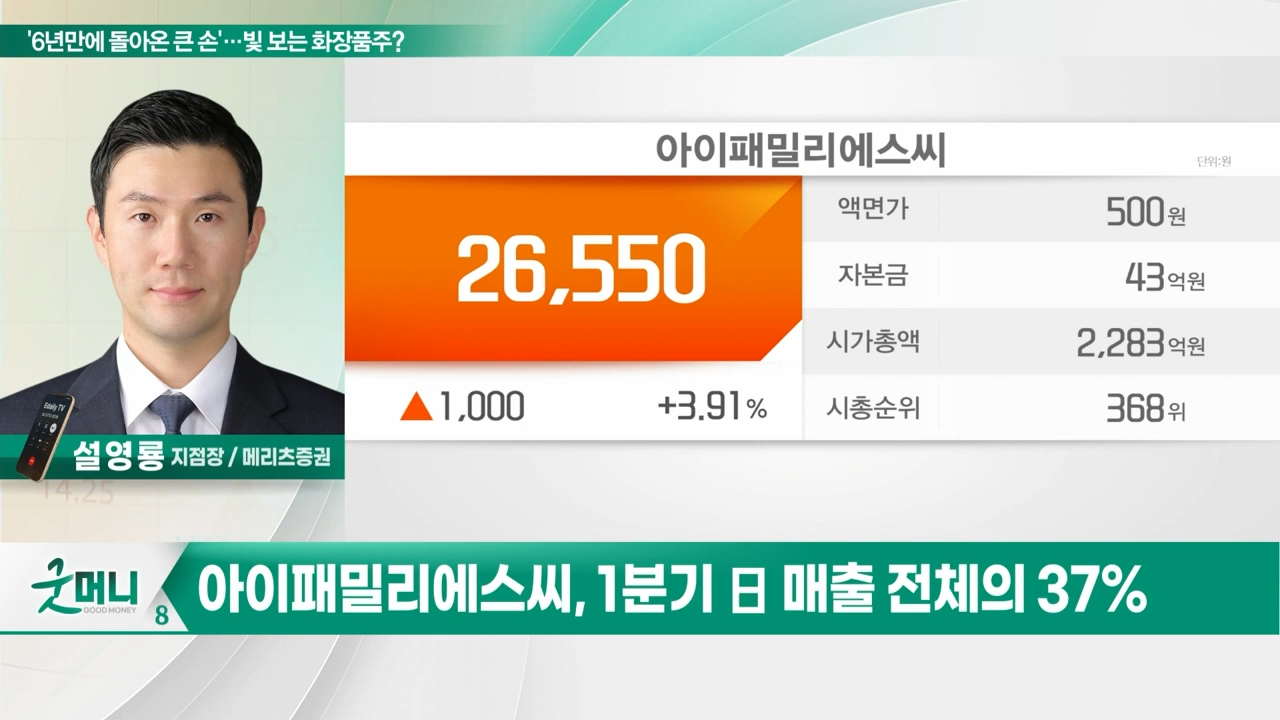 '6년만에 돌아온 큰 손'…빛 보는 화장품주?
아이패밀리에스씨
단위:원
26,550
▲1,000 +3.91%
액면가 500원
자본금 43억원
시가총액 2,283억원
시총순위 368위
Edaily TV
설영룡 지점장 / 메리츠증권
14.25
굿머니
GOOD MONEY
8
아이패밀리에스씨, 1분기 日 매출 전체의 37%